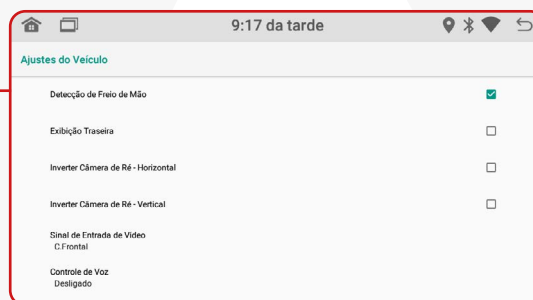 9:17 da tarde
Ajustes do Veículo
Detecção de Freio de Mão
Exibição Traseira
Inverter Câmera de Ré - Horizontal
Inverter Câmera de Ré - Vertical
Sinal de Entrada de Video
C.Frontal
Controle de Voz
Desligado